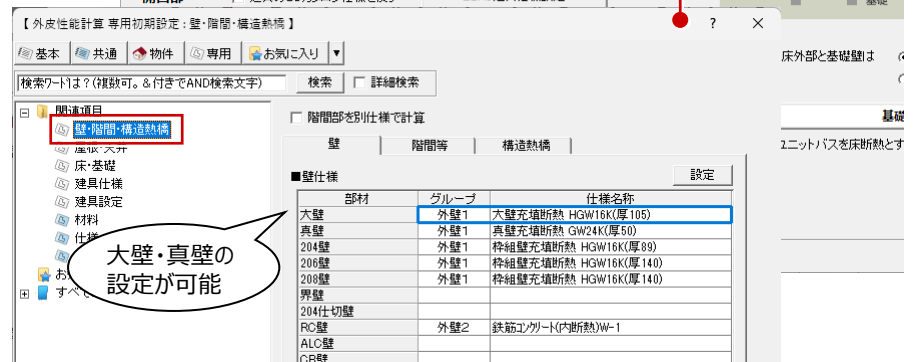 【 外皮性能計算 専用初期設定 : 壁・階間・構造熱橋 】
? ×
基本 共通 物件 専用 お気に入り ▼
検索ワードは?(複数可。&付きでAND検索文字) 検索 詳細検索
関連項目
壁・階間・構造熱橋
屋根・天井
床・基礎
建具仕様
建具設定
材料
仕様
大壁・真壁の
設定が可能
階間部を別仕様で計算
壁 階間等 構造熱橋
■壁仕様 設定
部材 グループ 仕様名称
大壁 外壁1 大壁充填断熱 HGW16K(厚105)
真壁 外壁1 真壁充填断熱 GW24K(厚50)
204壁 外壁1 枠組壁充填断熱 HGW16K(厚89)
206壁 外壁1 枠組壁充填断熱 HGW16K(厚140)
208壁 外壁1 枠組壁充填断熱 HGW16K(厚140)
界壁
204仕切壁
RC壁 外壁2 鉄筋コンクリート(内断熱)W-1
ALC壁
CB壁
基礎
床外部と基礎壁は
基礎
ユニットバスを床断熱とす